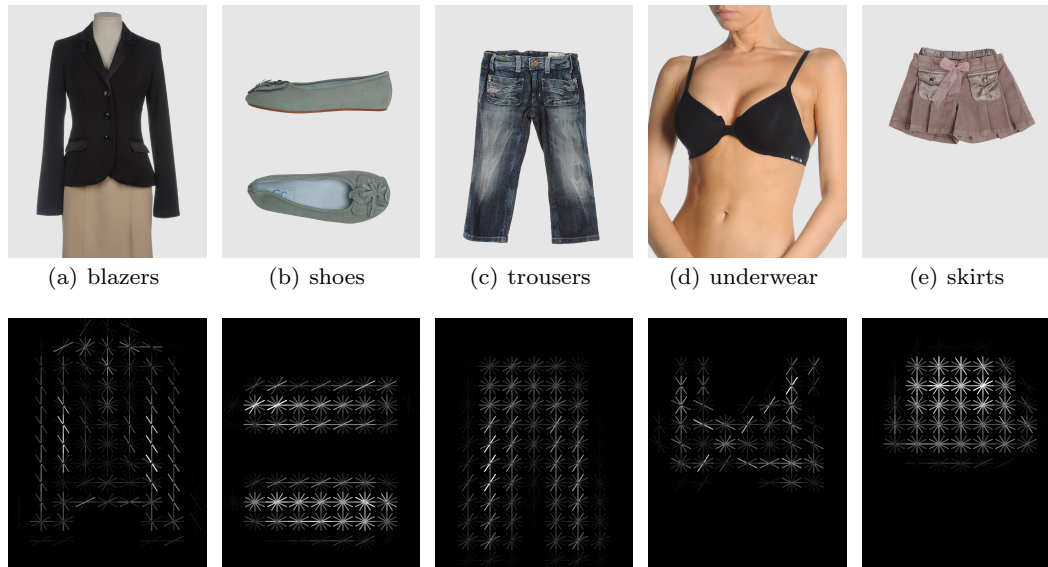 (a) blazers
(b) shoes
(c) trousers
(d) underwear
(e) skirts